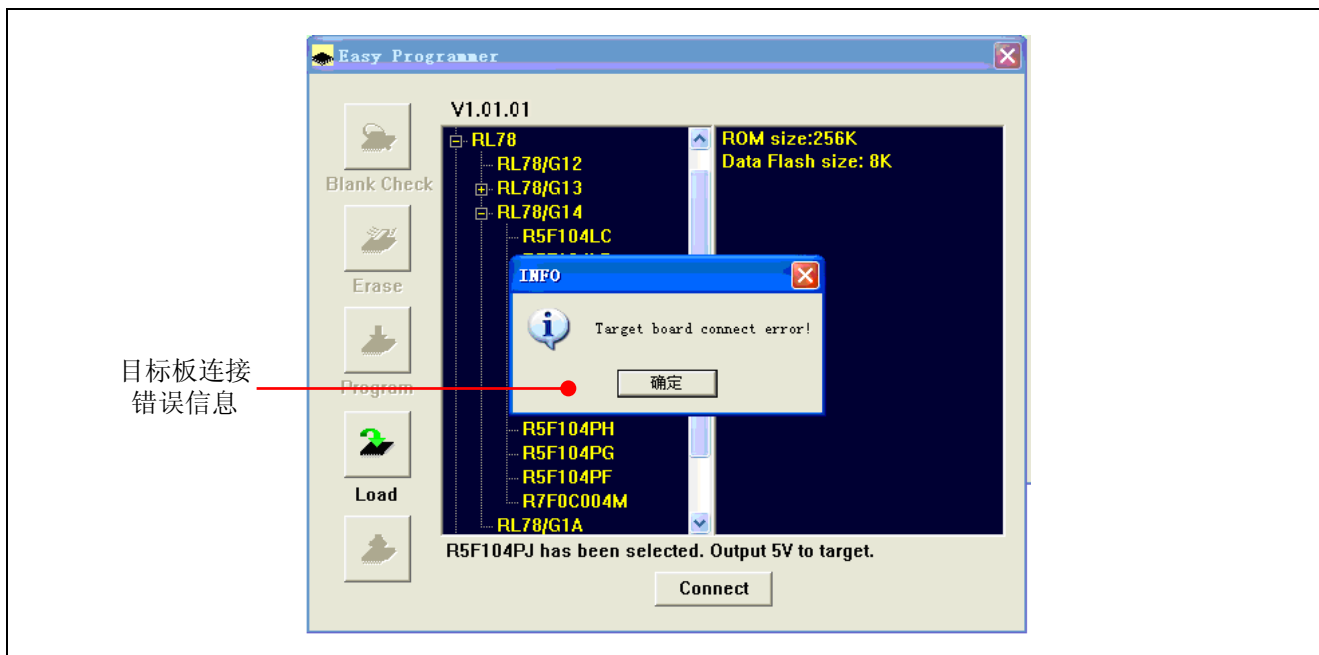 Easy Programmer
V1.01.01
RL78
RL78/G12
RL78/G13
RL78/G14
R5F104LC
ROM size:256K
Data Flash size: 8K
Blank Check
Erase
Program
Load
INFO
Target board connect error!
确定
目标板连接
错误信息
R5F104PH
R5F104PG
R5F104PF
R7F0C004M
RL78/G1A
R5F104PJ has been selected. Output 5V to target.
Connect